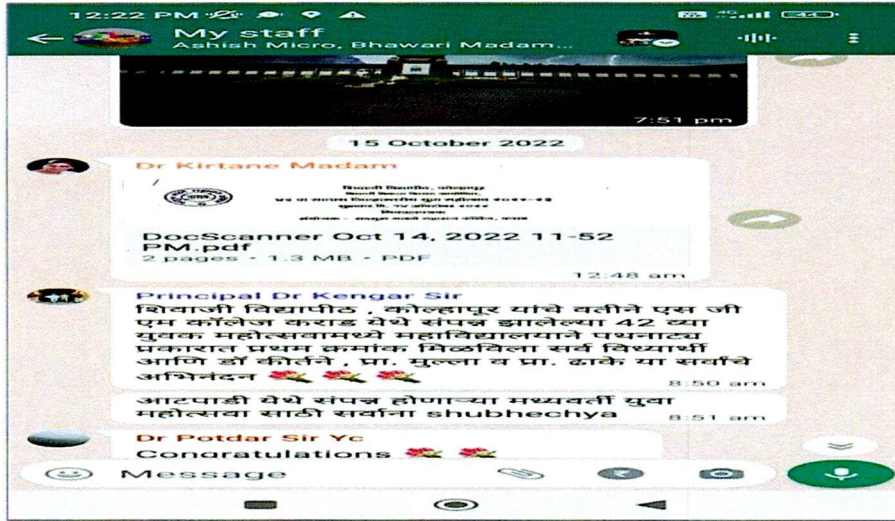 12:22 PM
4G
44
My staff
Ashish Micro, Bhawari Madam...
7:51 pm
15 October 2022
Dr Kirtane Madam
शिवाजी विद्यापीठ, कोल्हापूर
DocScanner Oct 14, 2022 11-52
PM.pdf
2 pages • 1.3 MB • PDF
12:48 am
Principal Dr Kengar Sir
शिवाजी विद्यापीठ , कोल्हापूर यांचे वतीने एस जी
एम कॉलेज कराड येथे संपन्न झालेल्या 42 व्या
युवक महोत्सवामध्ये महाविद्यालयाने पथनाट्य
प्रकारात प्रथम क्रमांक मिळविला सर्व विध्यार्थी
आणि डॉ कीर्तने , प्रा. मुल्ला व प्रा. ढाके या सर्वांचे
अभिनंदन 💐 💐 💐
8:50 am
आटपाडी येथे संपन्न होणाऱ्या मध्यवर्ती युवा
महोत्सवा साठी सर्वाना shubhechya
8:51 am
Dr Potdar Sir Yc
Congratulations 💐 💐
Message